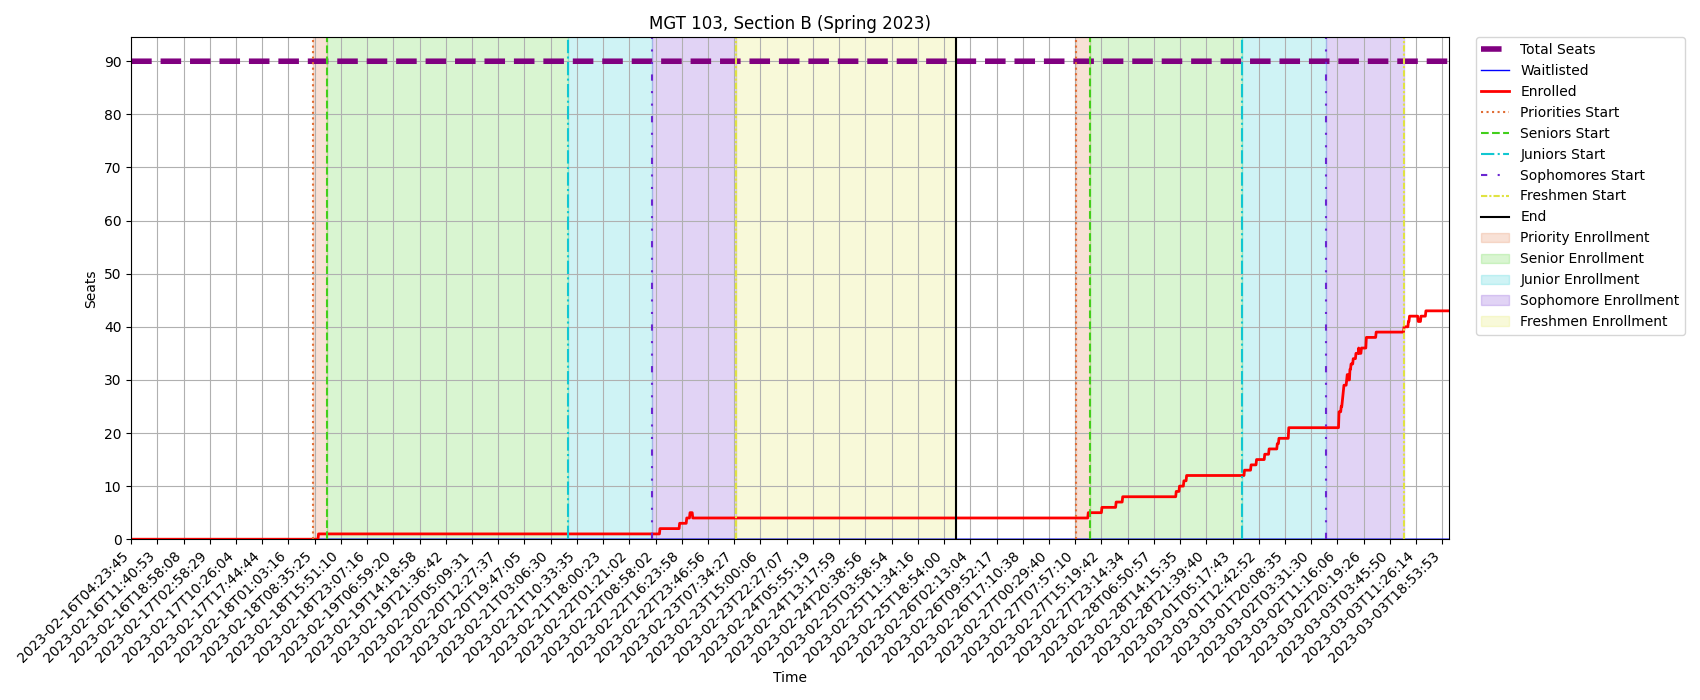 MGT 103, Section B (Spring 2023)
Seats
90
80
70
60
50
40
30
20
10
0
2023-02-16T04:23:45
2023-02-16T11:40:53
2023-02-16T18:58:08
2023-02-17T02:58:29
2023-02-17T10:26:04
2023-02-17T17:44:44
2023-02-18T01:03:16
2023-02-18T08:35:25
2023-02-18T15:51:10
2023-02-18T23:07:16
2023-02-19T06:59:20
2023-02-19T14:18:58
2023-02-19T21:36:42
2023-02-20T05:09:31
2023-02-20T12:27:37
2023-02-20T19:47:05
2023-02-21T03:06:30
2023-02-21T10:33:35
2023-02-21T18:00:23
2023-02-22T01:21:02
2023-02-22T08:58:02
2023-02-22T16:23:58
2023-02-22T23:46:56
2023-02-23T07:34:27
2023-02-23T15:00:06
2023-02-23T22:27:07
2023-02-24T05:55:19
2023-02-24T13:17:59
2023-02-24T20:38:56
2023-02-25T03:58:54
2023-02-25T11:34:16
2023-02-25T18:54:00
2023-02-26T02:13:04
2023-02-26T09:52:17
2023-02-26T17:10:38
2023-02-27T00:29:40
2023-02-27T07:57:10
2023-02-27T15:19:42
2023-02-27T23:14:34
2023-02-28T06:50:57
2023-02-28T14:15:35
2023-02-28T21:39:40
2023-03-01T05:17:43
2023-03-01T12:42:52
2023-03-01T20:08:35
2023-03-02T03:31:30
2023-03-02T11:16:06
2023-03-02T20:19:26
2023-03-03T03:45:50
2023-03-03T11:26:14
2023-03-03T18:53:53
Time
Total Seats
Waitlisted
Enrolled
Priorities Start
Seniors Start
Juniors Start
Sophomores Start
Freshmen Start
End
Priority Enrollment
Senior Enrollment
Junior Enrollment
Sophomore Enrollment
Freshmen Enrollment